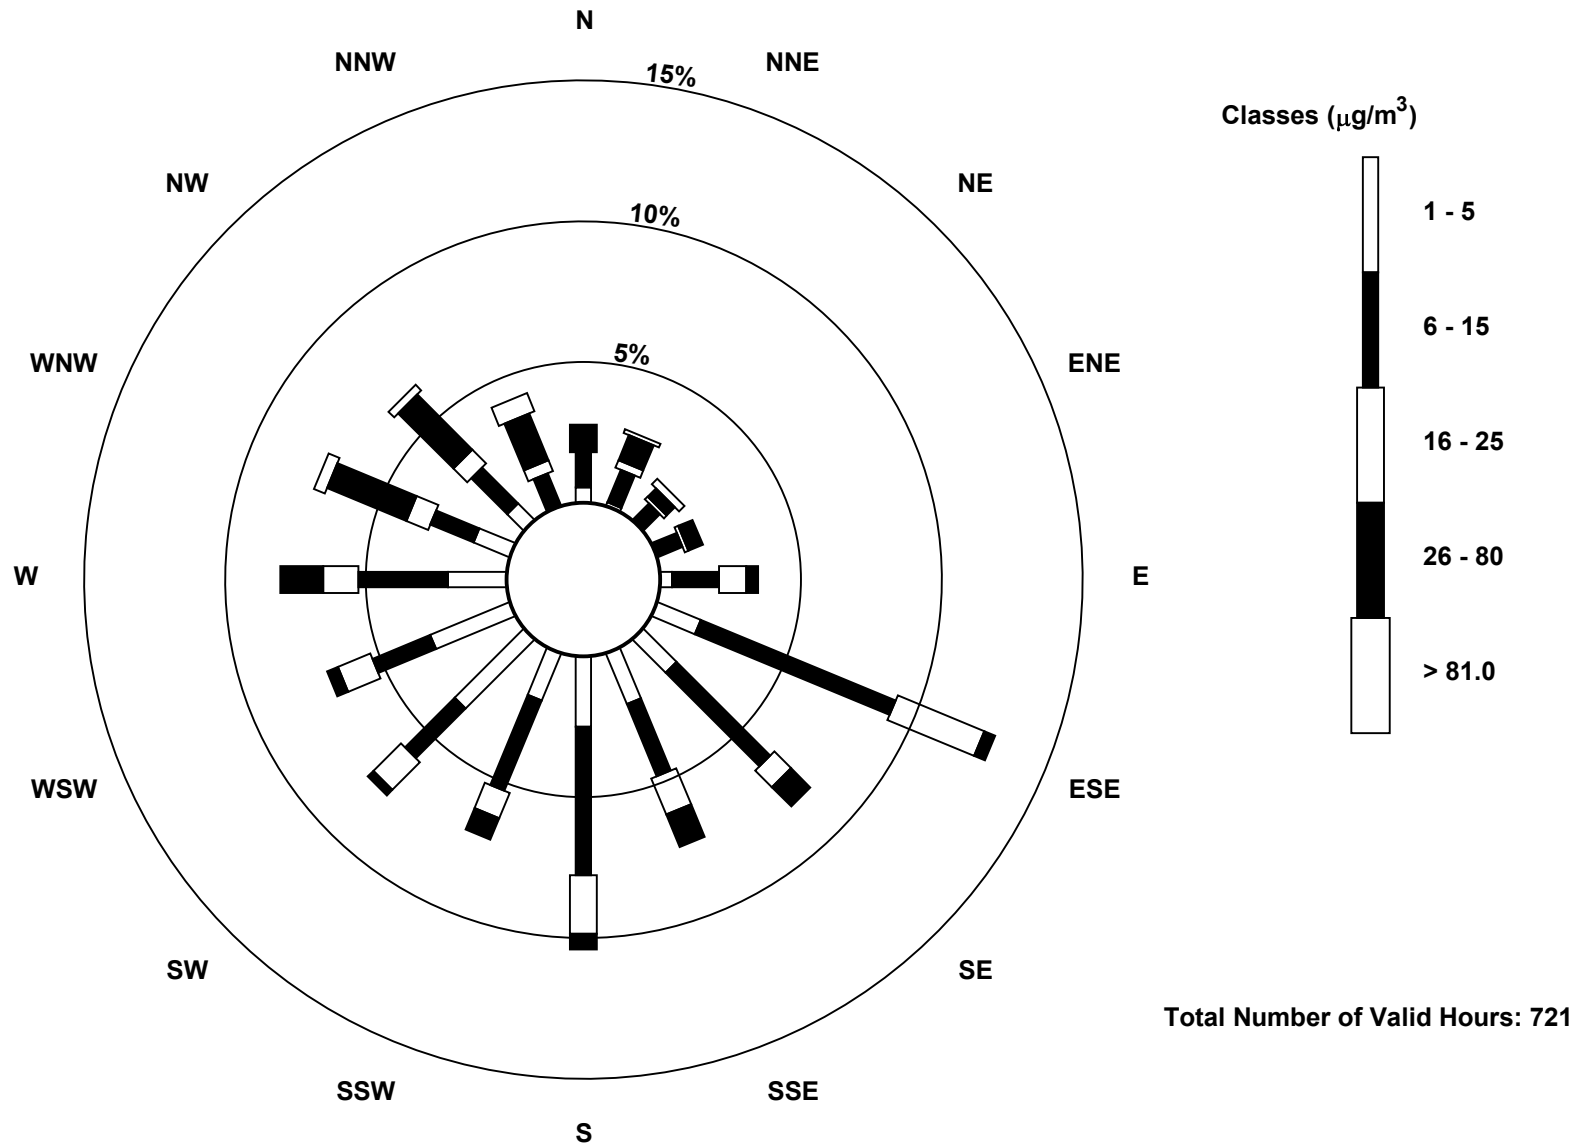 N
NNW
NNE
15%
Classes (μg/m³)
NW
NE
10%
1 - 5
6 - 15
5%
WNW
ENE
16 - 25
26 - 80
W
E
> 81.0
WSW
ESE
SW
SE
Total Number of Valid Hours: 721
SSW
SSE
S